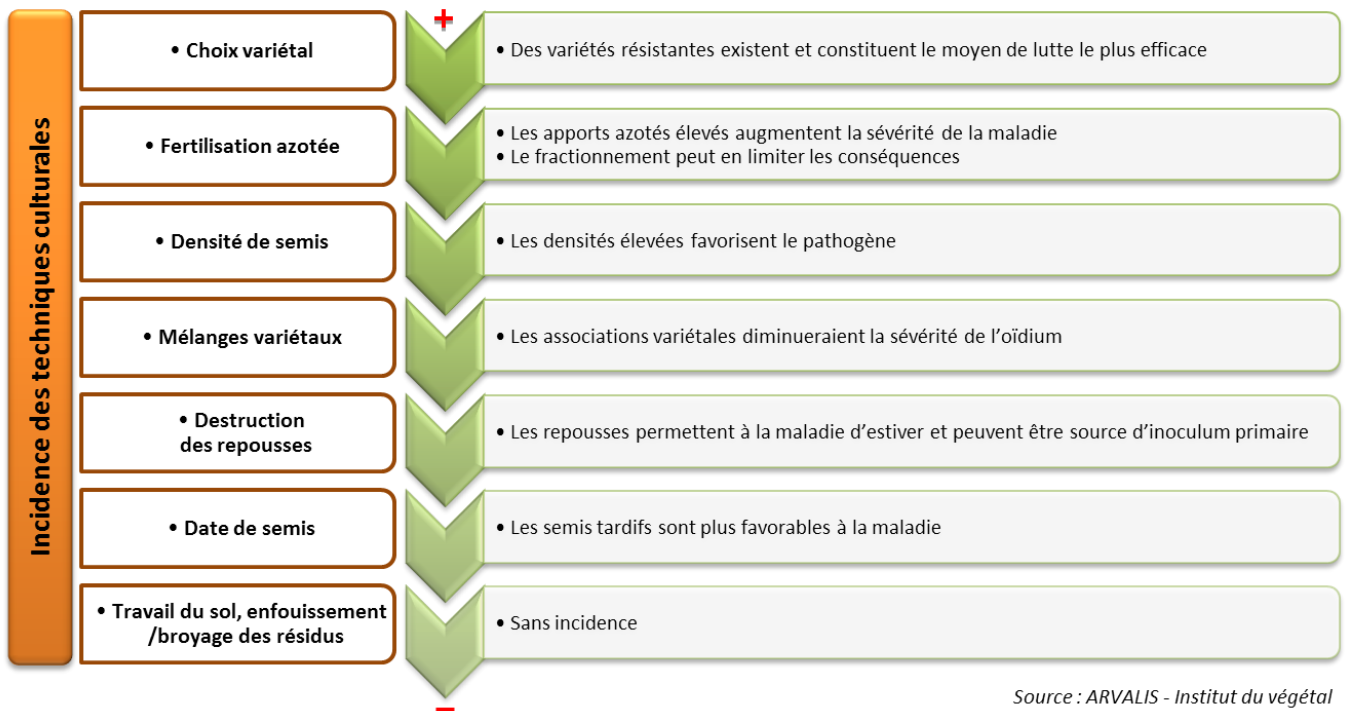 Incidence des techniques culturales
+
• Choix variétal
• Des variétés résistantes existent et constituent le moyen de lutte le plus efficace
• Fertilisation azotée
• Les apports azotés élevés augmentent la sévérité de la maladie
• Le fractionnement peut en limiter les conséquences
• Densité de semis
• Les densités élevées favorisent le pathogène
• Mélanges variétaux
• Les associations variétales diminueraient la sévérité de l’oïdium
• Destruction
des repousses
• Les repousses permettent à la maladie d’estiver et peuvent être source d’inoculum primaire
• Date de semis
• Les semis tardifs sont plus favorables à la maladie
• Travail du sol, enfouissement
/broyage des résidus
• Sans incidence
–
Source : ARVALIS - Institut du végétal